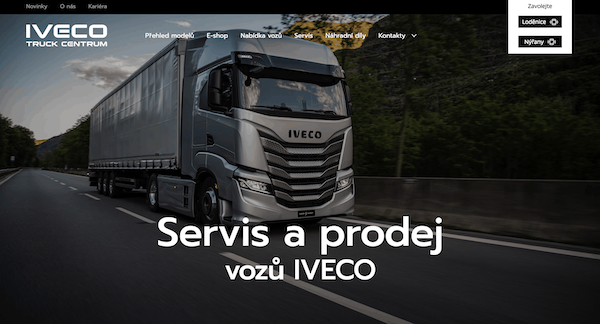 Novinky O nás Kariéra
Zavolejte
IVECO
TRUCK CENTRUM
Přehled modelů E-shop Nabídka vozů Servis Náhradní díly Kontakty
Loděnice
Nýřany
IVECO
Servis a prodej
vozů IVECO